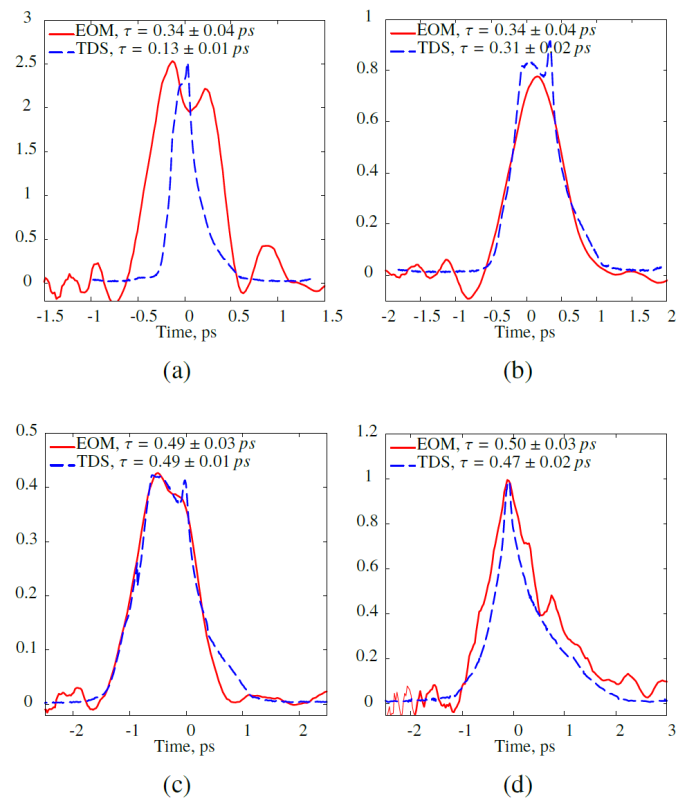 EOM, τ = 0.34 ± 0.04 ps
TDS, τ = 0.13 ± 0.01 ps
3
2.5
2
1.5
1
0.5
0
-1.5 -1 -0.5 0 0.5 1 1.5
Time, ps
(a)
EOM, τ = 0.34 ± 0.04 ps
TDS, τ = 0.31 ± 0.02 ps
1
0.8
0.6
0.4
0.2
0
-2 -1.5 -1 -0.5 0 0.5 1 1.5 2
Time, ps
(b)
EOM, τ = 0.49 ± 0.03 ps
TDS, τ = 0.49 ± 0.01 ps
0.5
0.4
0.3
0.2
0.1
0
-2 -1 0 1 2
Time, ps
(c)
EOM, τ = 0.50 ± 0.03 ps
TDS, τ = 0.47 ± 0.02 ps
1.2
1
0.8
0.6
0.4
0.2
0
-2 -1 0 1 2 3
Time, ps
(d)